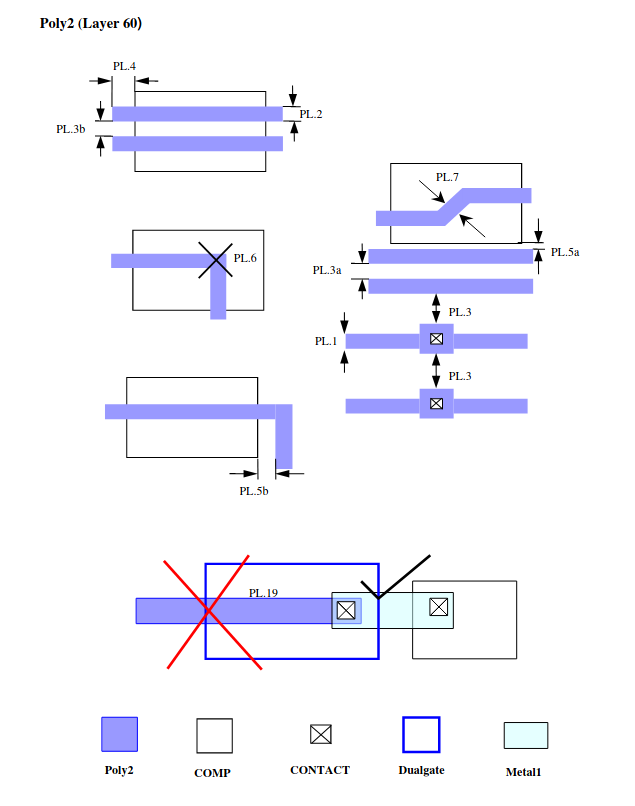 Poly2 (Layer 60)
PL.4
PL.2
PL.3b
PL.7
PL.6
PL.5a
PL.3a
PL.3
PL.1
PL.3
PL.5b
PL.19
Poly2
COMP
CONTACT
Dualgate
Metal1